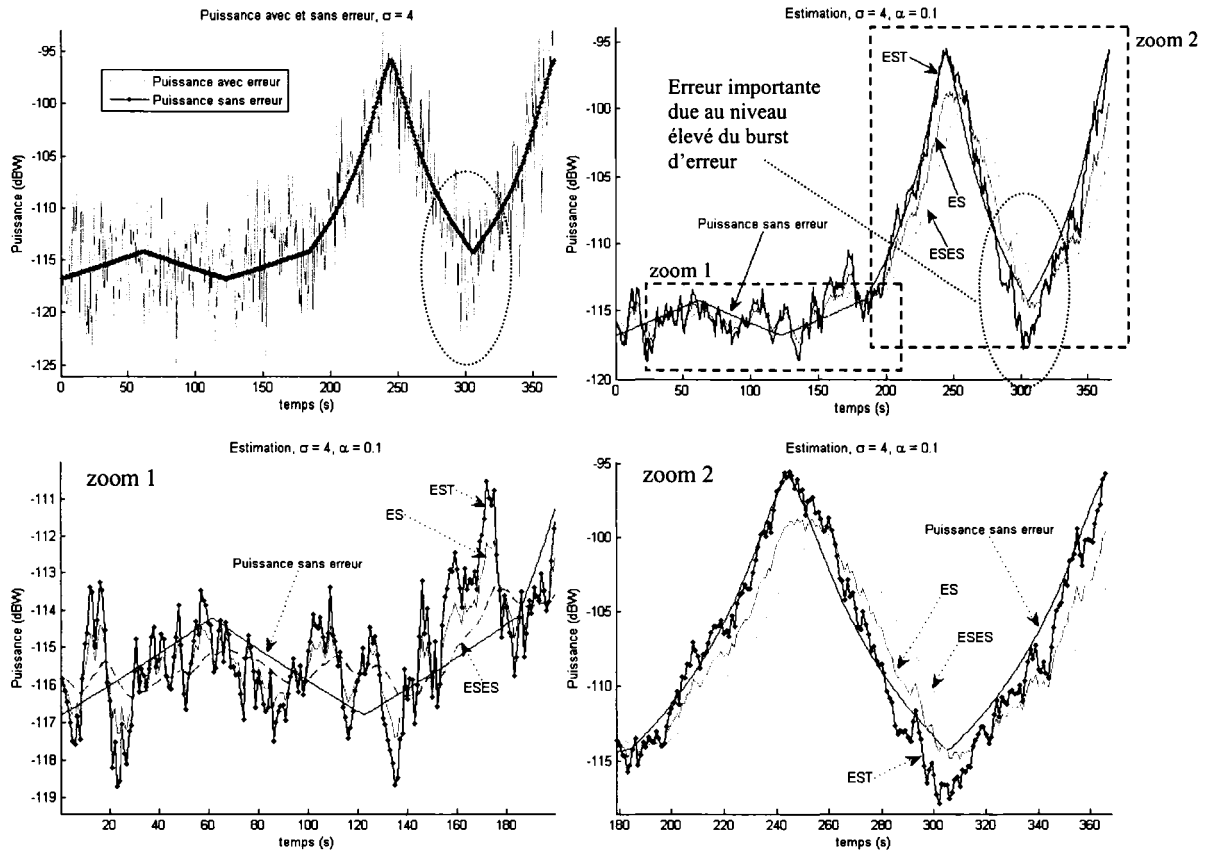 Puissance avec et sans erreur, σ = 4
Puissance avec erreur
Puissance sans erreur
Puissance (dBW)
-95
-100
-105
-110
-115
-120
-125
0 50 100 150 200 250 300 350
temps (s)
Estimation, σ = 4, α = 0.1
zoom 2
EST
Erreur importante
due au niveau
élevé du burst
d'erreur
ES
ESES
Puissance sans erreur
zoom 1
Puissance (dBW)
-95
-100
-105
-110
-115
-120
0 50 100 150 200 250 300 350
temps (s)
Estimation, σ = 4, α = 0.1
zoom 1
EST
ES
Puissance sans erreur
ESES
Puissance (dBW)
-111
-112
-113
-114
-115
-116
-117
-118
-119
20 40 60 80 100 120 140 160 180
temps (s)
Estimation, σ = 4, α = 0.1
zoom 2
Puissance sans erreur
ES
ESES
EST
Puissance (dBW)
-95
-100
-105
-110
-115
180 200 220 240 260 280 300 320 340 360
temps (s)